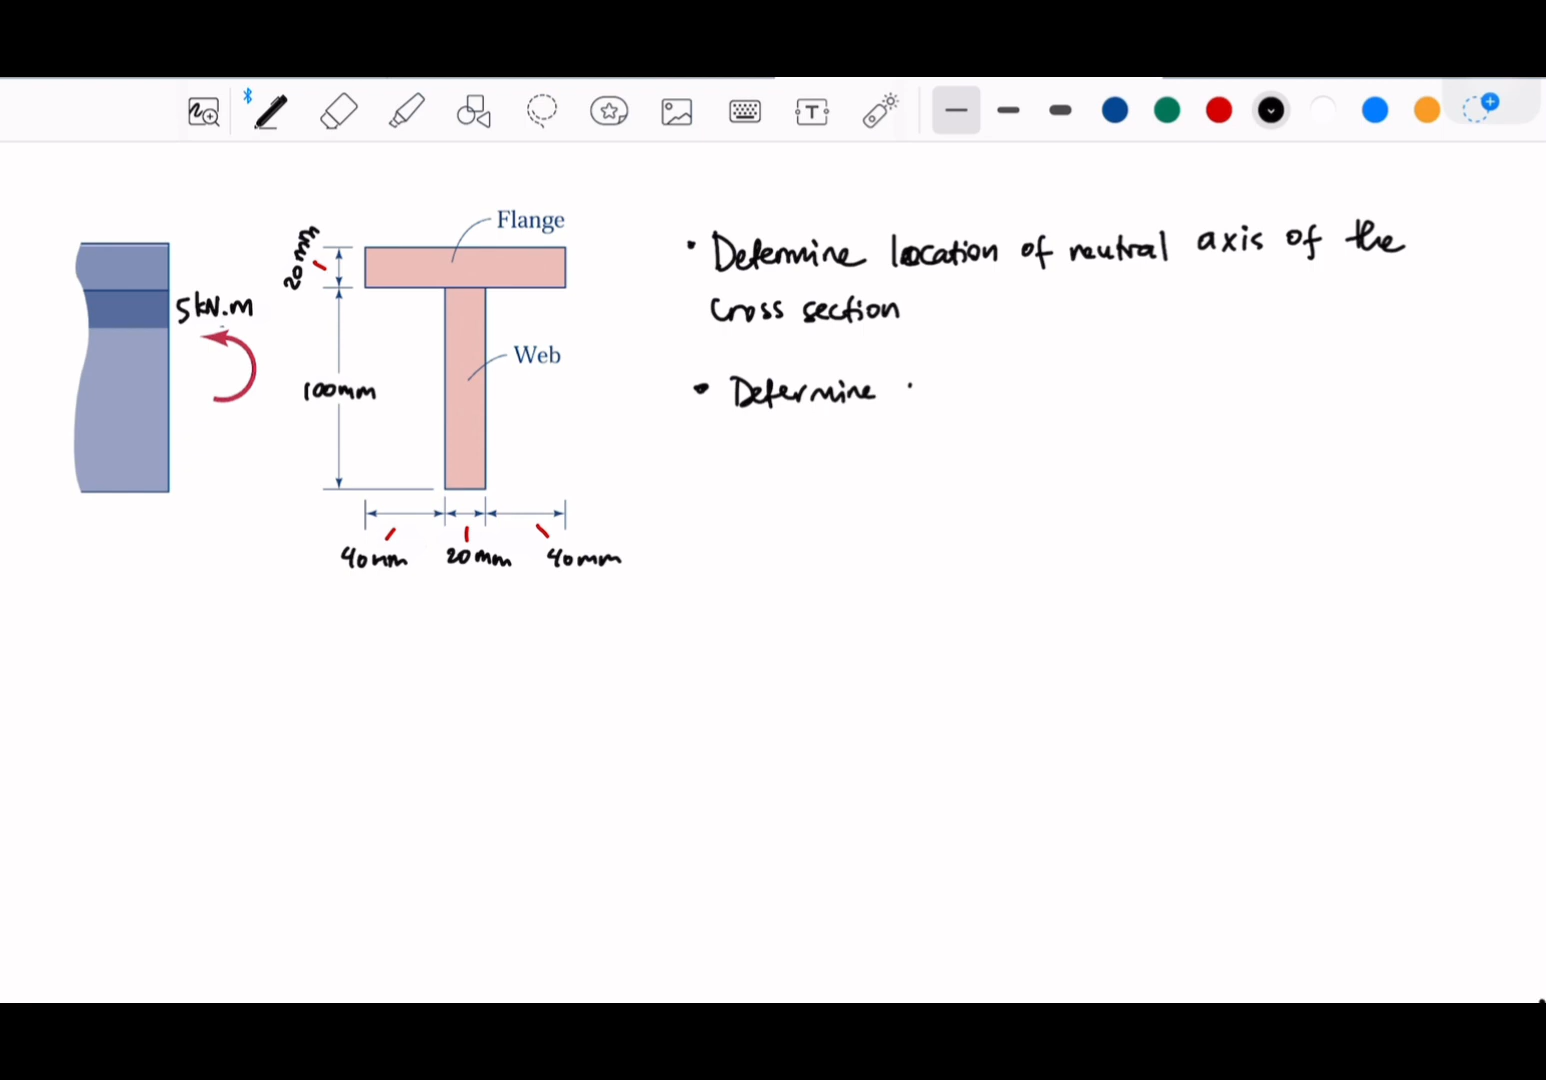 Flange
20mm
5kN.m
Web
100mm
40mm 20mm 40mm
• Determine location of neutral axis of the
cross section
• Determine